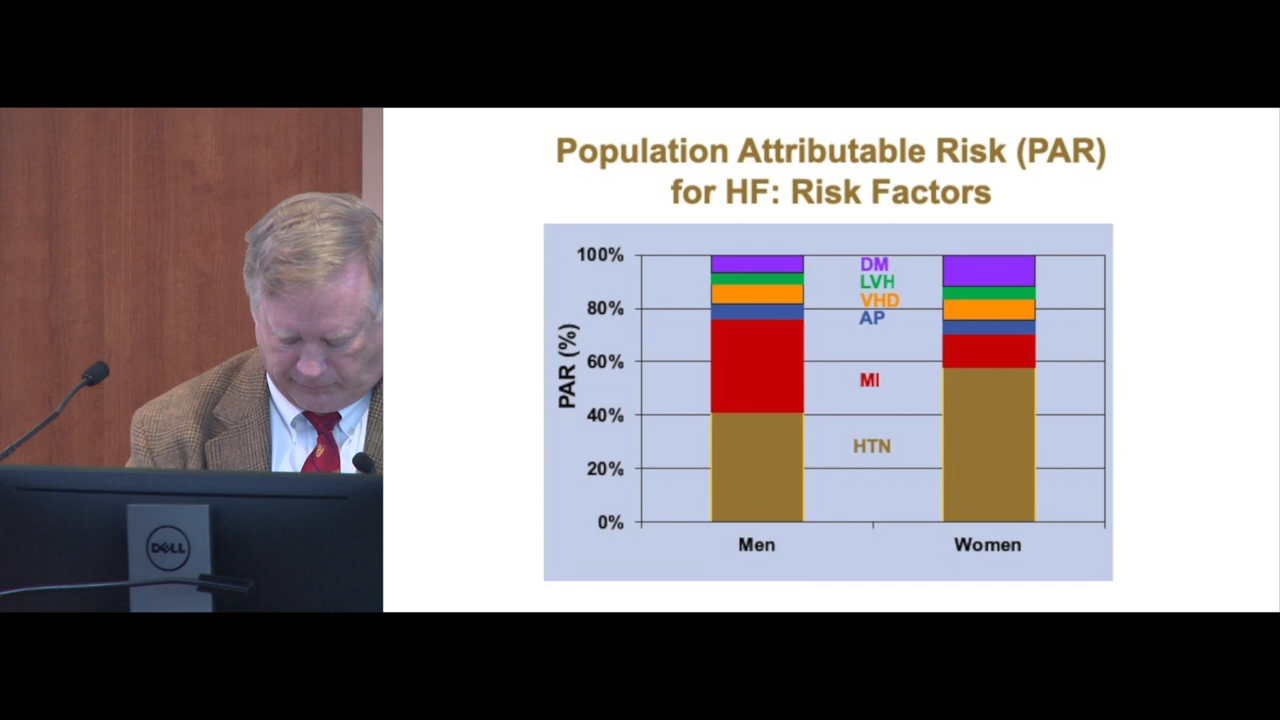 Population Attributable Risk (PAR)
for HF: Risk Factors
100%
80%
60%
40%
20%
0%
PAR (%)
DM
LVH
VHD
AP
MI
HTN
Men
Women
DELL